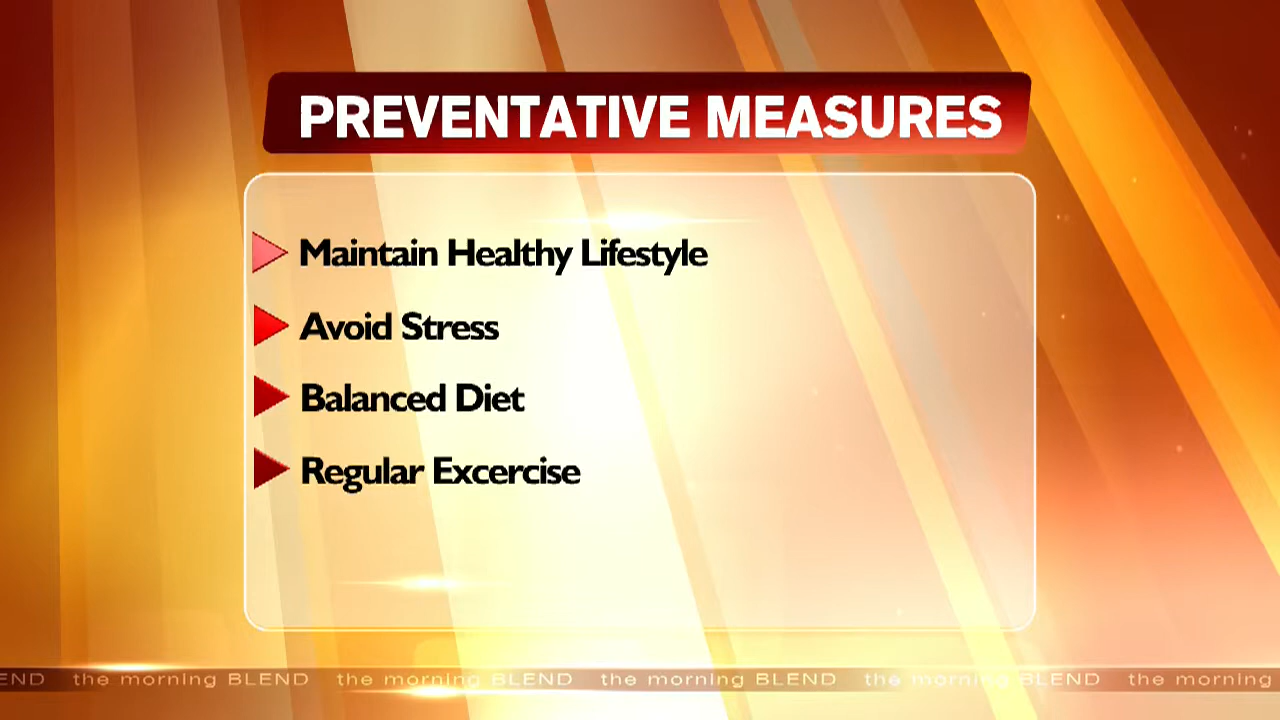 PREVENTATIVE MEASURES
Maintain Healthy Lifestyle
Avoid Stress
Balanced Diet
Regular Excercise
END the morning BLEND the morning BLEND the morning BLEND the morning BLEND the morning